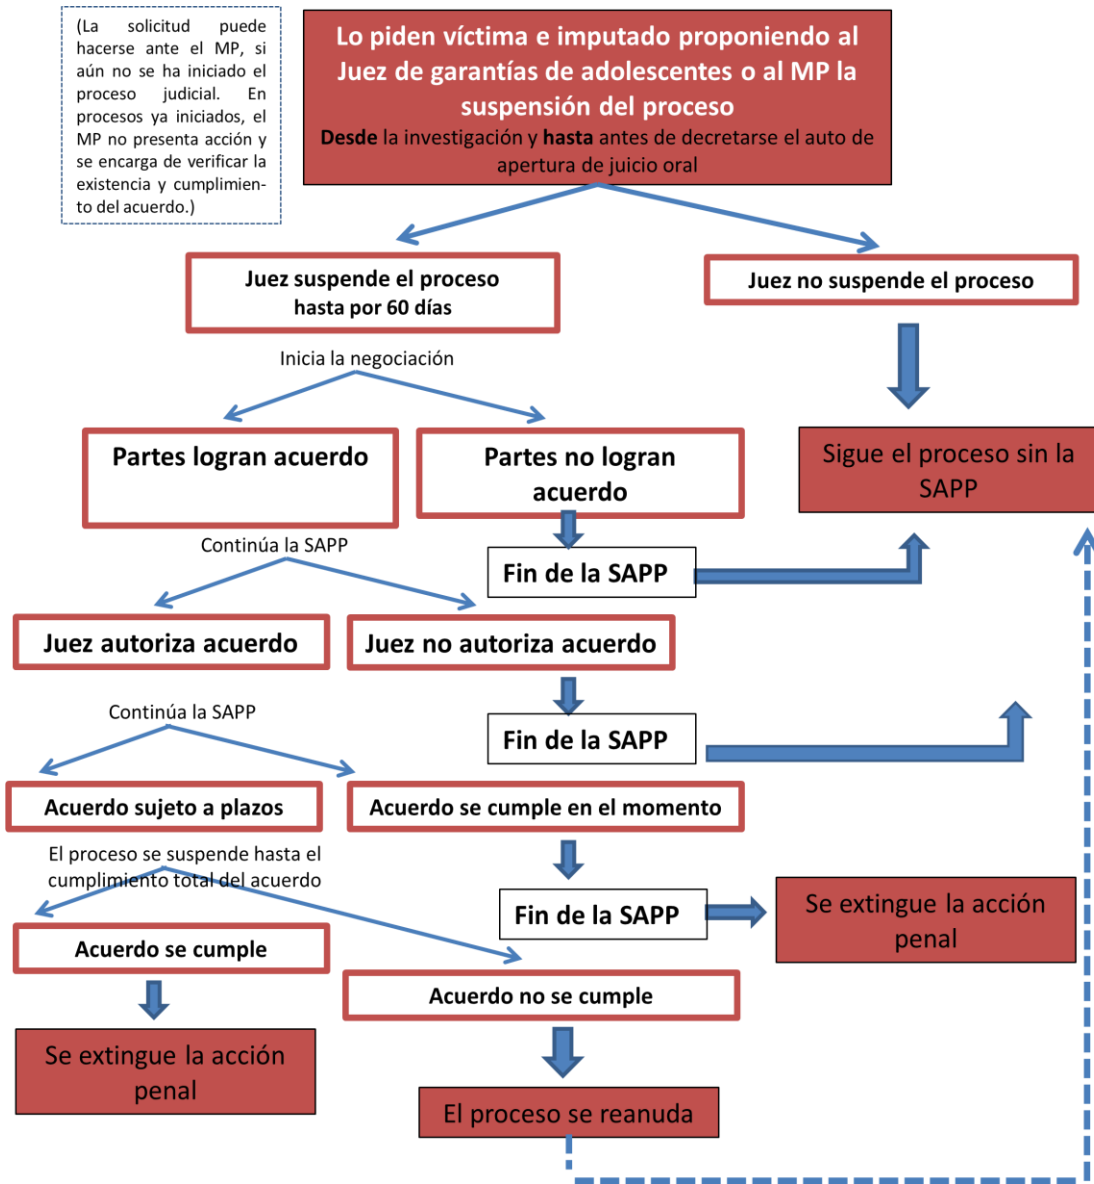 (La solicitud puede
hacerse ante el MP, si
aún no se ha iniciado el
proceso judicial. En
procesos ya iniciados, el
MP no presenta acción y
se encarga de verificar la
existencia y cumplimien-
to del acuerdo.)
Lo piden víctima e imputado proponiendo al
Juez de garantías de adolescentes o al MP la
suspensión del proceso
Desde la investigación y hasta antes de decretarse el auto de
apertura de juicio oral
Juez suspende el proceso
hasta por 60 días
Juez no suspende el proceso
Inicia la negociación
Partes logran acuerdo
Partes no logran
acuerdo
Sigue el proceso sin la
SAPP
Continúa la SAPP
Fin de la SAPP
Juez autoriza acuerdo
Juez no autoriza acuerdo
Continúa la SAPP
Fin de la SAPP
Acuerdo sujeto a plazos
Acuerdo se cumple en el momento
El proceso se suspende hasta el
cumplimiento total del acuerdo
Fin de la SAPP
Se extingue la acción
penal
Acuerdo se cumple
Acuerdo no se cumple
Se extingue la acción
penal
El proceso se reanuda